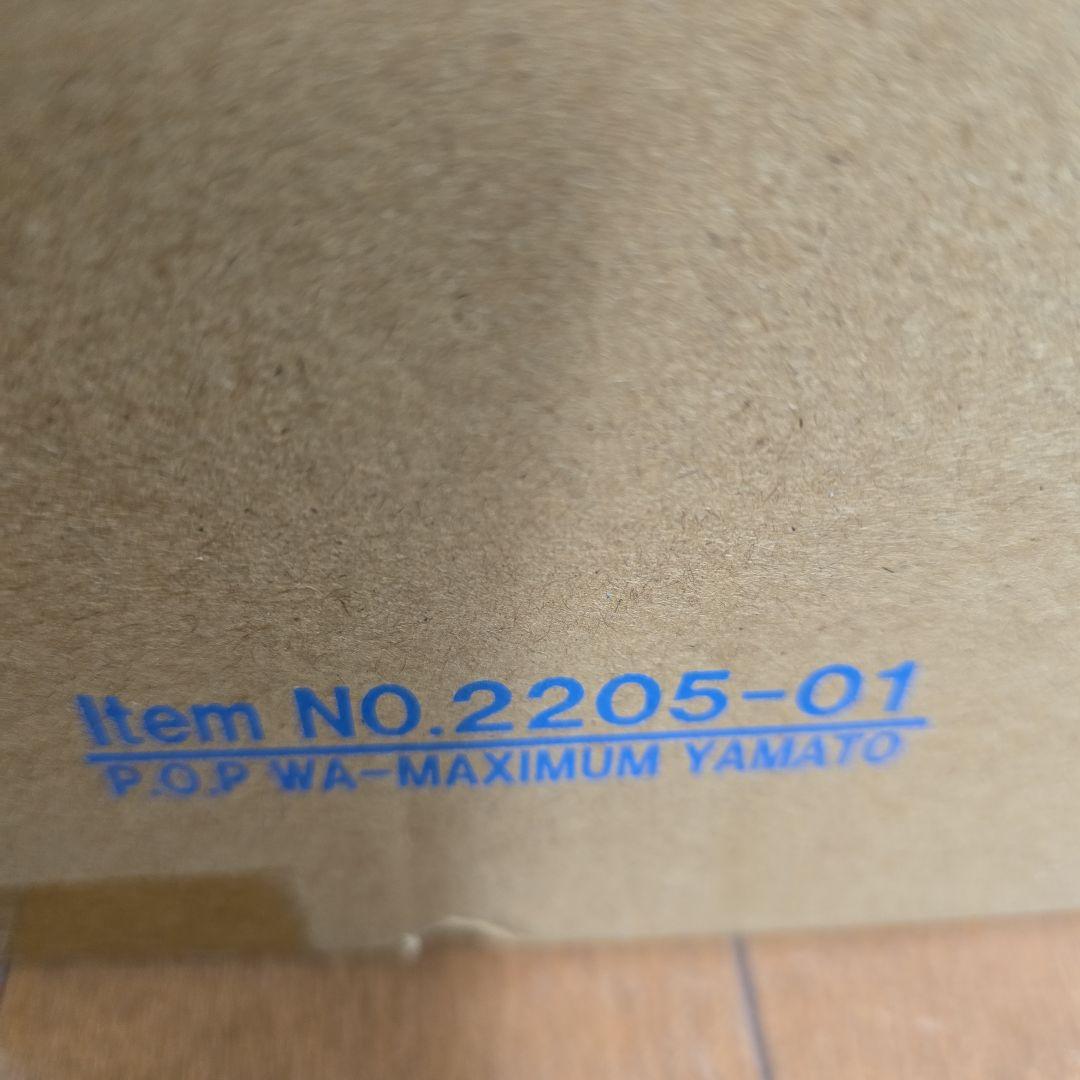 Item NO.2205-01
P.O.P WA-MAXIMUM YAMATO